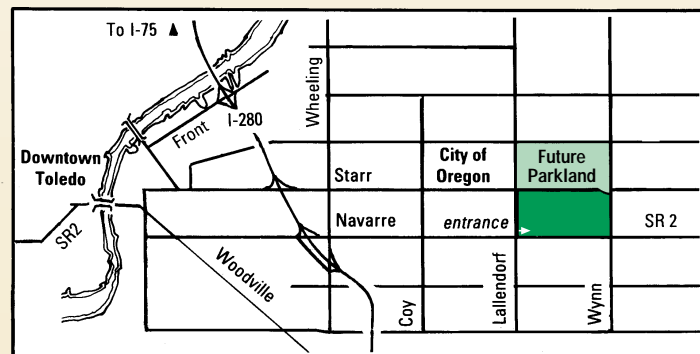 To I-75
Wheeling
Front
I-280
Downtown
Toledo
Starr
City of
Oregon
Future
Parkland
Navarre
entrance
SR 2
SR2
Woodville
Coy
Lallendorf
Wynn